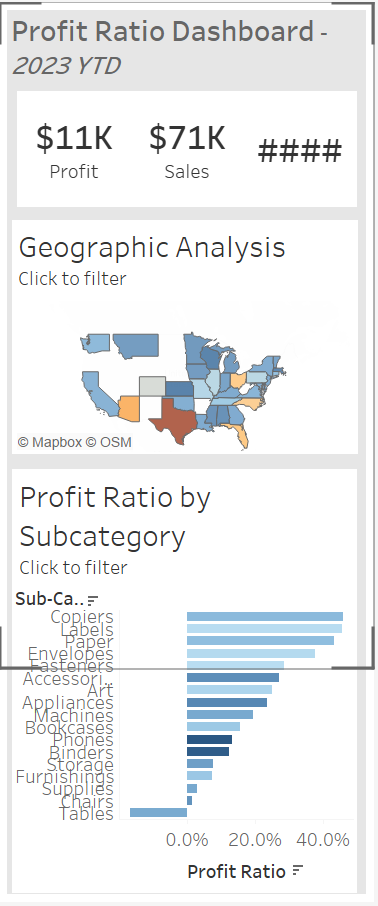 Profit Ratio Dashboard -
2023 YTD
$11K $71K ####
Profit Sales
Geographic Analysis
Click to filter
© Mapbox © OSM
Profit Ratio by
Subcategory
Click to filter
Sub-Ca..
Copiers
Labels
Paper
Envelopes
Fasteners
Accessori..
Art
Appliances
Machines
Bookcases
Phones
Binders
Storage
Furnishings
Supplies
Chairs
Tables
0.0% 20.0% 40.0%
Profit Ratio